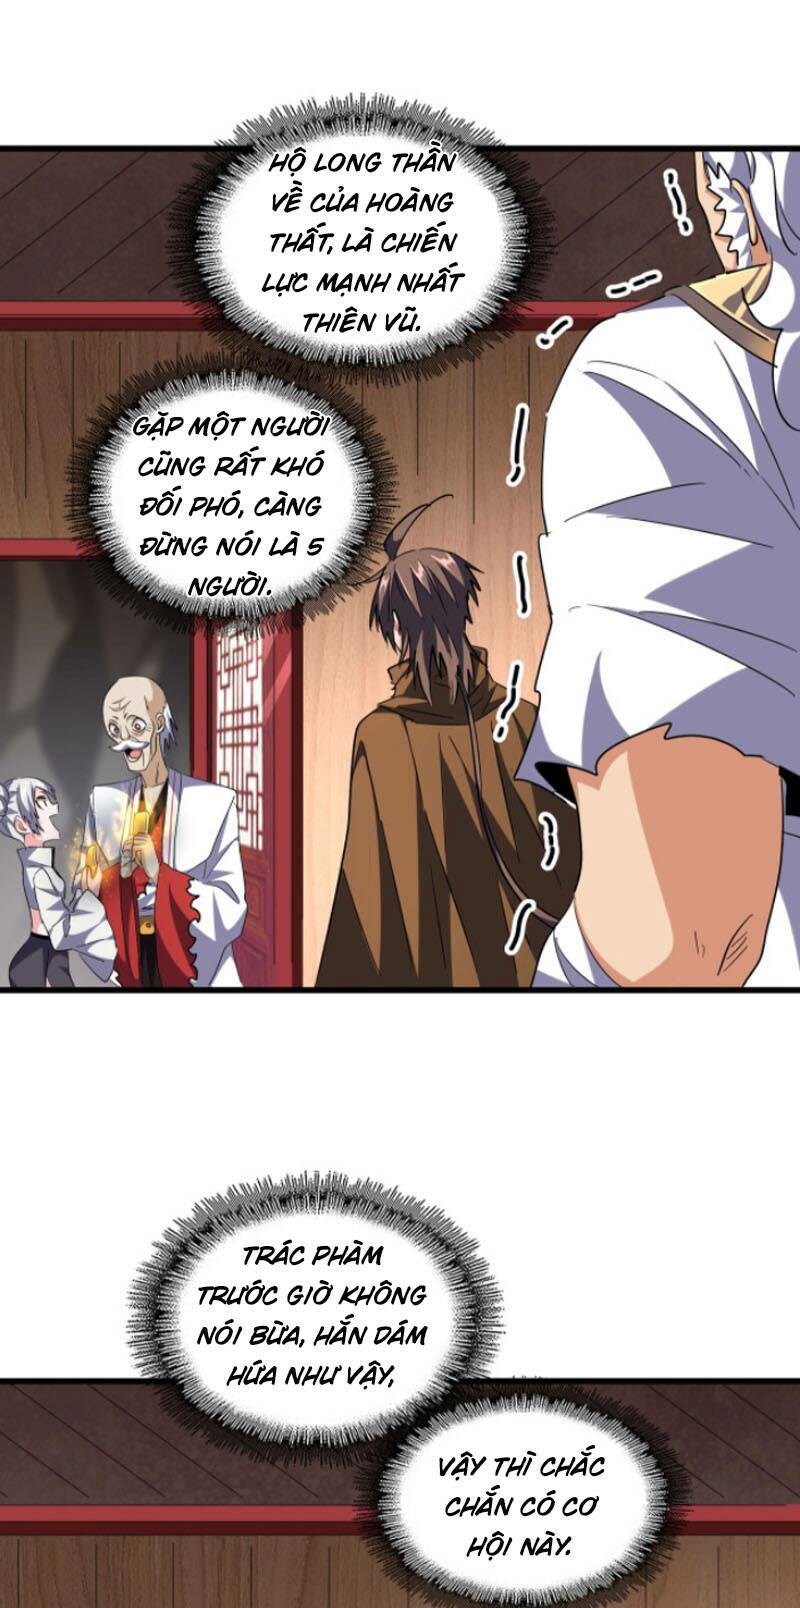 HỘ LONG THẦN
VỀ CỦA HOÀNG
THẤT, LÀ CHIẾN
LỰC MẠNH NHẤT
THIÊN VŨ.
GẶP MỘT NGƯỜI
CŨNG RẤT KHÓ
ĐỐI PHÓ, CÀNG
ĐỪNG NÓI LÀ 5
NGƯỜI.
TRÁC PHÀM
TRƯỚC GIỜ KHÔNG
NÓI BỪA, HẮN DÁM
HỨA NHƯ VẬY,
VẬY THÌ CHẮC
CHẮN CÓ CƠ
HỘI NÀY.